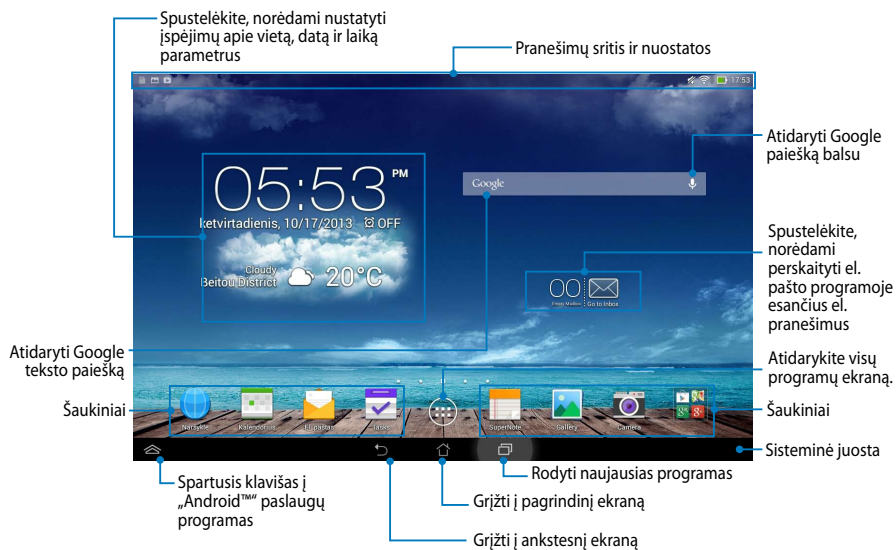 Spustelėkite, norėdami nustatyti
įspėjimų apie vietą, datą ir laiką
parametrus
Pranešimų sritis ir nuostatos
17:53
Atidaryti Google
paiešką balsu
05:53 PM
ketvirtadienis, 10/17/2013 OFF
Cloudy
Beitou District
20°C
Google
Spustelėkite,
norėdami
perskaityti el.
pašto programoje
esančius el.
pranešimus
00
Empty Mailbox
Go to Inbox
Atidaryti Google
teksto paiešką
Atidarykite visų
programų ekraną.
Šaukiniai
Naršyklė
Kalendorius
El. paštas
Tasks
SuperNote
Gallery
Camera
Šaukiniai
Sisteminė juosta
Spartusis klavišas į
„Android™“ paslaugų
programas
Rodyti naujausias programas
Grįžti į pagrindinį ekraną
Grįžti į ankstesnį ekraną